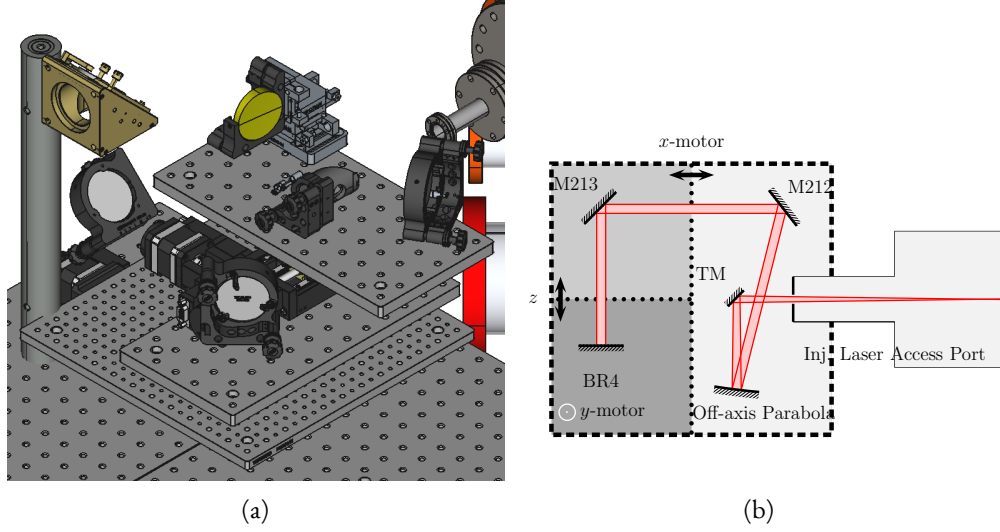 x-motor
M213
M212
TM
z
Inj. Laser Access Port
BR4
y-motor
Off-axis Parabola
(a)
(b)